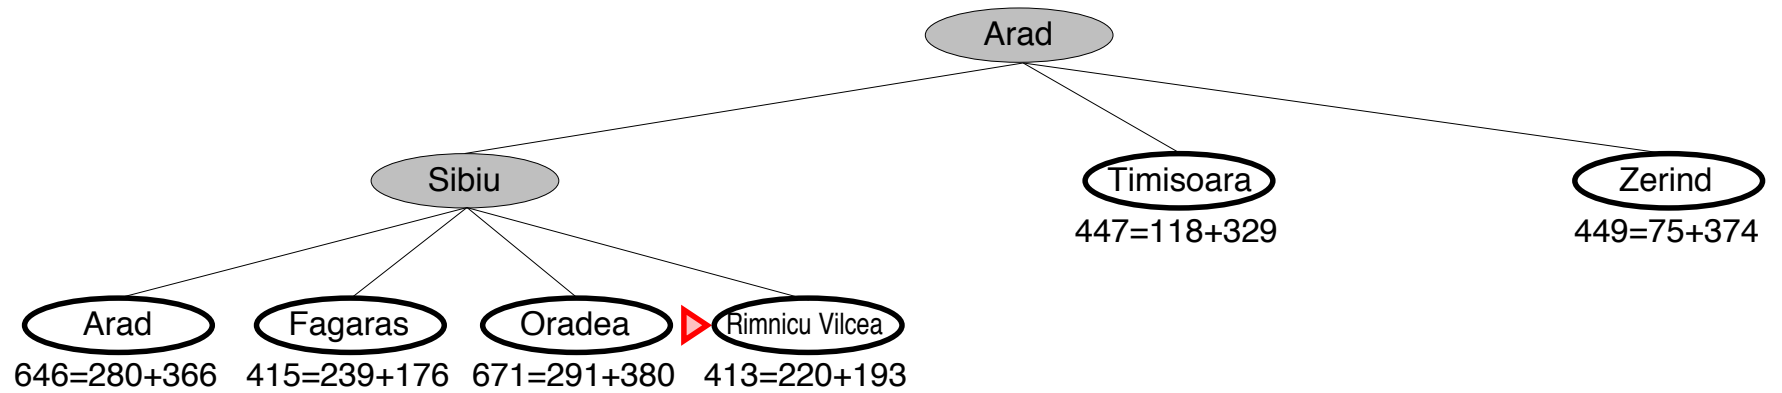 Arad
Sibiu
Timisoara
Zerind
447=118+329
449=75+374
Arad
Fagaras
Oradea
Rimnicu Vilcea
646=280+366
415=239+176
671=291+380
413=220+193